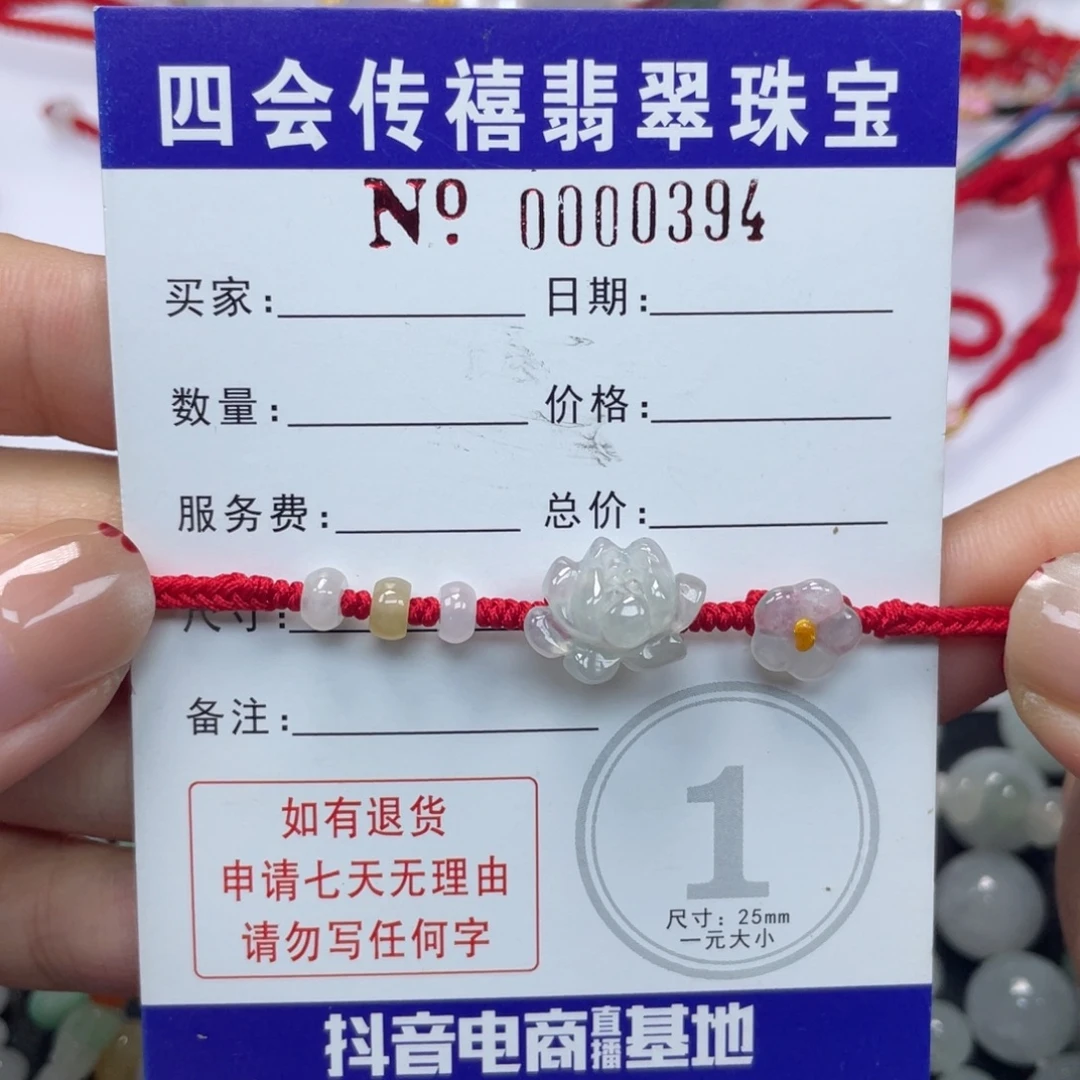 四会传禧翡翠珠宝
Nº 0000394
买家: 日期:
数量: 价格:
服务费: 总价:
尺寸:
备注:
如有退货
申请七天无理由
请勿写任何字
1
尺寸: 25mm
一元大小
抖音电商直播基地